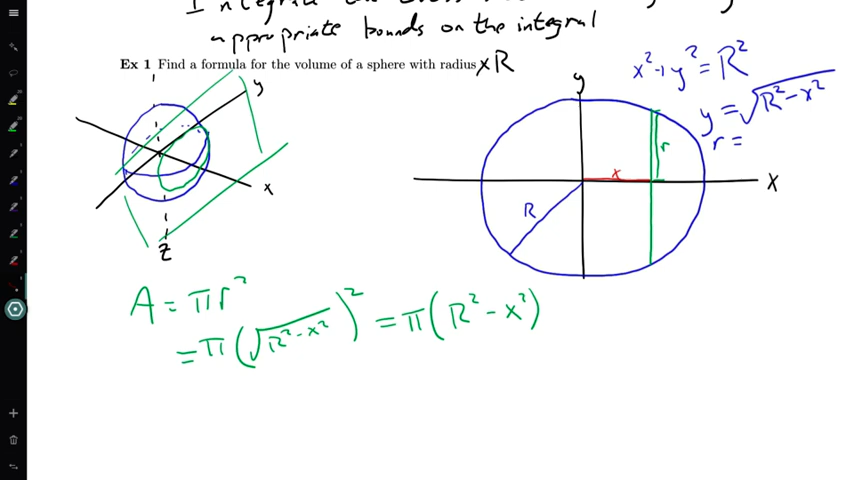 appropriate bounds on the integral
Ex 1 Find a formula for the volume of a sphere with radius x R
y
x
z
y
x
r
R
X
x² + y² = R²
y = √(R² - x²)
r =
A = πr²
= π(√(R² - x²))² = π(R² - x²)